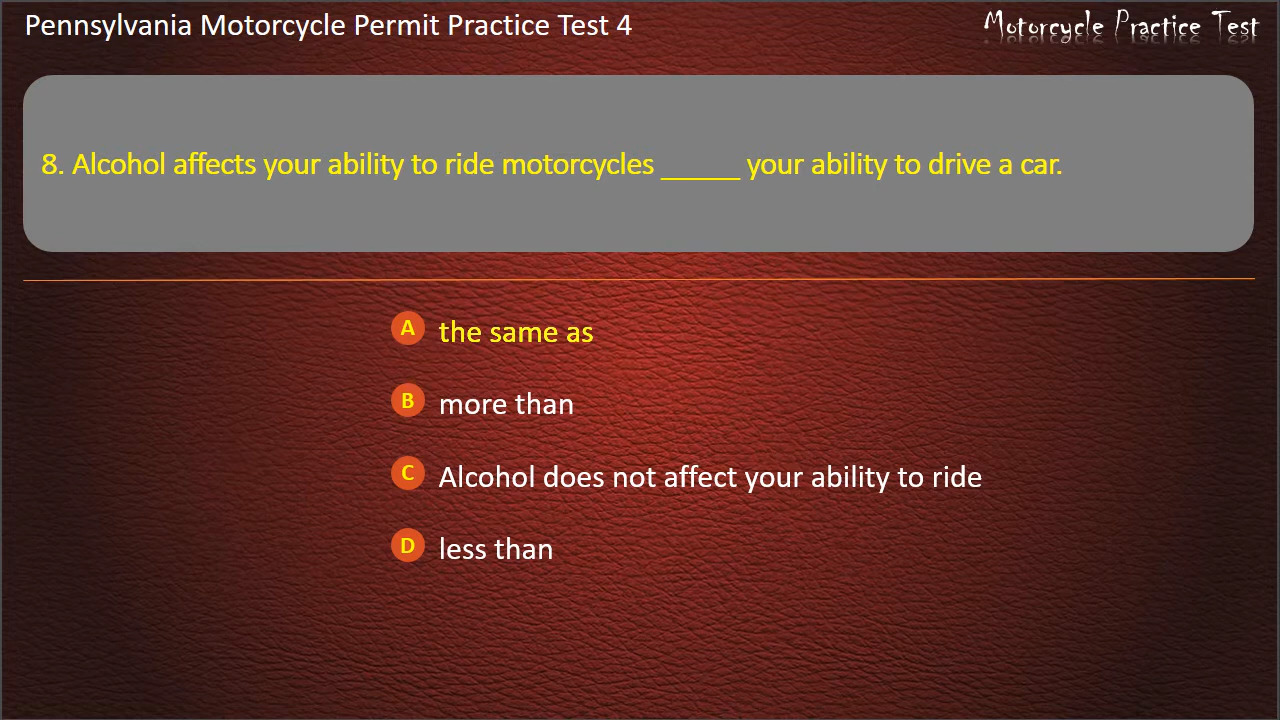 Pennsylvania Motorcycle Permit Practice Test 4
Motorcycle Practice Test
8. Alcohol affects your ability to ride motorcycles _____ your ability to drive a car.
A the same as
B more than
C Alcohol does not affect your ability to ride
D less than